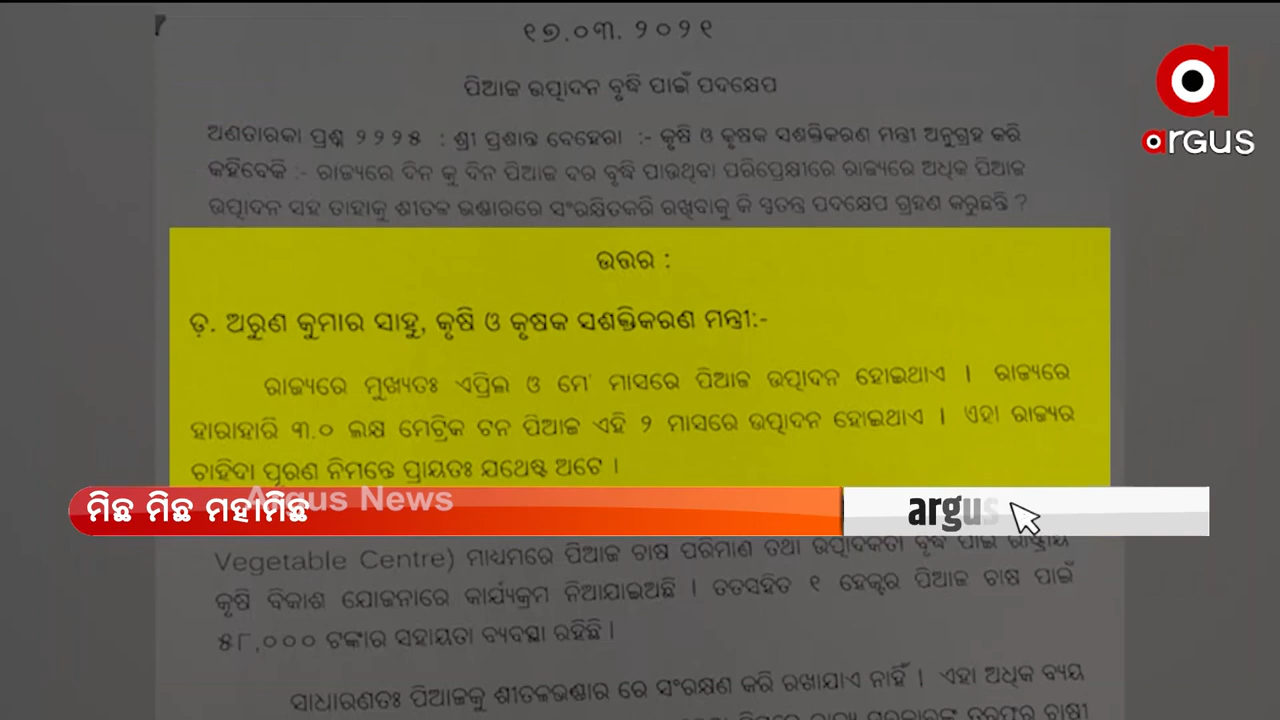 ୧୭.୦୩. ୨୦୨୧
ପିଆଜ ଉତ୍ପାଦନ ବୃଦ୍ଧି ପାଇଁ ପଦକ୍ଷେପ
ଅଣତାରକା ପ୍ରଶ୍ନ ୨୨୨୫ : ଶ୍ରୀ ପ୍ରଶାନ୍ତ ବେହେରା :- କୃଷି ଓ କୃଷକ ସଶକ୍ତିକରଣ ମନ୍ତ୍ରୀ ଅନୁଗ୍ରହ କରି
କହିବେକି :- ରାଜ୍ୟରେ ଦିନ କୁ ଦିନ ପିଆଜ ଦର ବୃଦ୍ଧି ପାଉଥିବା ପରିପ୍ରେକ୍ଷୀରେ ରାଜ୍ୟରେ ଅଧିକ ପିଆଜ
ଉତ୍ପାଦନ ସହ ତାହାକୁ ଶୀତଳ ଭଣ୍ଡାରରେ ସଂରକ୍ଷିତକରି ରଖିବାକୁ କି ସ୍ୱତନ୍ତ୍ର ପଦକ୍ଷେପ ଗ୍ରହଣ କରୁଛନ୍ତି ?
argus
ଉତ୍ତର :
ଡ଼. ଅରୁଣ କୁମାର ସାହୁ, କୃଷି ଓ କୃଷକ ସଶକ୍ତିକରଣ ମନ୍ତ୍ରୀ:-
ରାଜ୍ୟରେ ମୁଖ୍ୟତଃ ଏପ୍ରିଲ ଓ ମେ' ମାସରେ ପିଆଜ ଉତ୍ପାଦନ ହୋଇଥାଏ । ରାଜ୍ୟରେ
ହାରାହାରି ୩.୦ ଲକ୍ଷ ମେଟ୍ରିକ ଟନ ପିଆଜ ଏହି ୨ ମାସରେ ଉତ୍ପାଦନ ହୋଇଥାଏ । ଏହା ରାଜ୍ୟର
ଚାହିଦା ପୂରଣ ନିମନ୍ତେ ପ୍ରାୟତଃ ଯଥେଷ୍ଟ ଅଟେ ।
Argus News
ମିଛ ମିଛ ମହାମିଛ
argus
Vegetable Centre) ମାଧ୍ୟମରେ ପିଆଜ ଚାଷ ପରିମାଣ ତଥା ଉତ୍ପାଦକତା ବୃଦ୍ଧି ପାଇଁ ରାଷ୍ଟ୍ରୀୟ
କୃଷି ବିକାଶ ଯୋଜନାରେ କାର୍ଯ୍ୟକ୍ରମ ନିଆଯାଇଅଛି । ତତସହିତ ୧ ହେକ୍ଟର ପିଆଜ ଚାଷ ପାଇଁ
୫୮,୦୦୦ ଟଙ୍କାର ସହାୟତା ବ୍ୟବସ୍ଥା ରହିଛି ।
ସାଧାରଣତଃ ପିଆଜକୁ ଶୀତଳଭଣ୍ଡାର ରେ ସଂରକ୍ଷଣ କରି ରଖାଯାଏ ନାହିଁ । ଏହା ଅଧିକ ବ୍ୟୟ